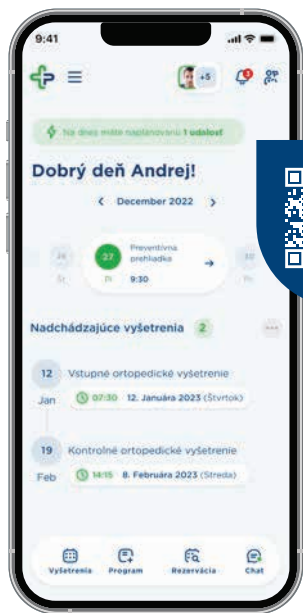 9:41
+5
3
Na dnes máte naplánovanú 1 udalosť
Dobrý deň Andrej!
December 2022
27
Preventívna
prehliadka
9:30
Nadchádzajúce vyšetrenia 2
12 Vstupné ortopedické vyšetrenie
Jan 07:30 12. Januára 2023 (Štvrtok)
19 Kontrolné ortopedické vyšetrenie
Feb 14:15 8. Februára 2023 (Streda)
Vyšetrenia Program Rezervácia Chat